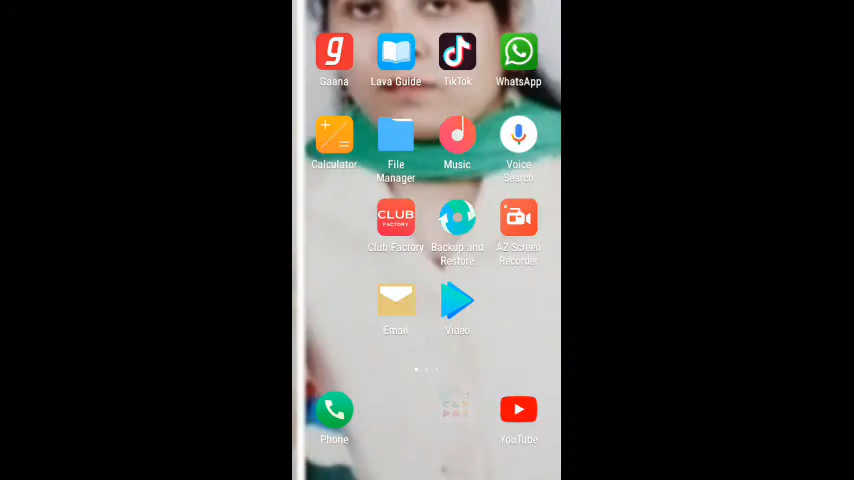 Gaana
Lava Guide
TikTok
WhatsApp
Calculator
File
Manager
Music
Voice
Search
CLUB
FACTORY
Club Factory
Backup and
Restore
AZ Screen
Recorder
Email
Video
Phone
YouTube